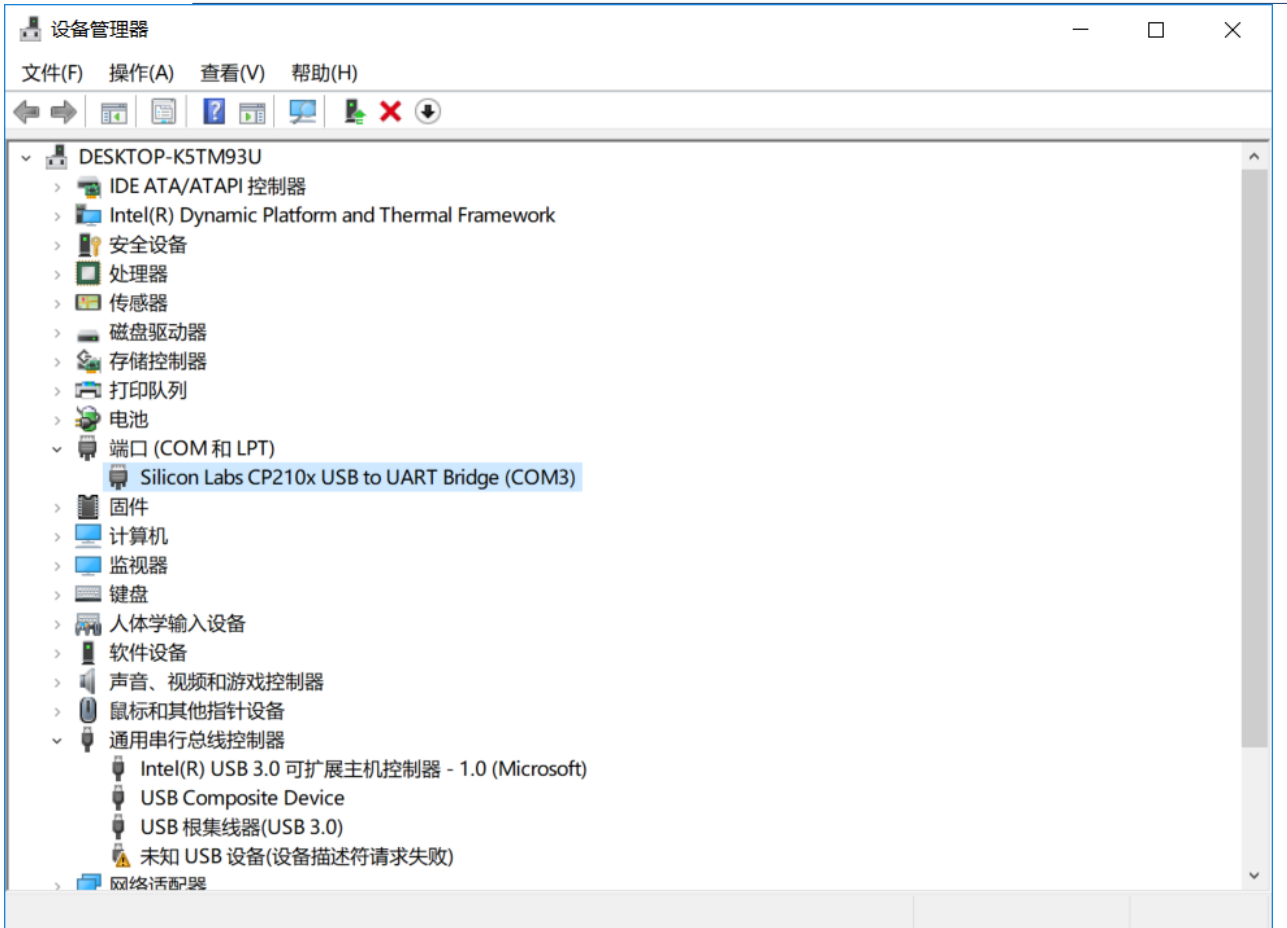 设备管理器
文件(F) 操作(A) 查看(V) 帮助(H)
DESKTOP-K5TM93U
IDE ATA/ATAPI 控制器
Intel(R) Dynamic Platform and Thermal Framework
安全设备
处理器
传感器
磁盘驱动器
存储控制器
打印队列
电池
端口 (COM 和 LPT)
Silicon Labs CP210x USB to UART Bridge (COM3)
固件
计算机
监视器
键盘
人体学输入设备
软件设备
声音、视频和游戏控制器
鼠标和其他指针设备
通用串行总线控制器
Intel(R) USB 3.0 可扩展主机控制器 - 1.0 (Microsoft)
USB Composite Device
USB 根集线器(USB 3.0)
未知 USB 设备(设备描述符请求失败)
网络适配器